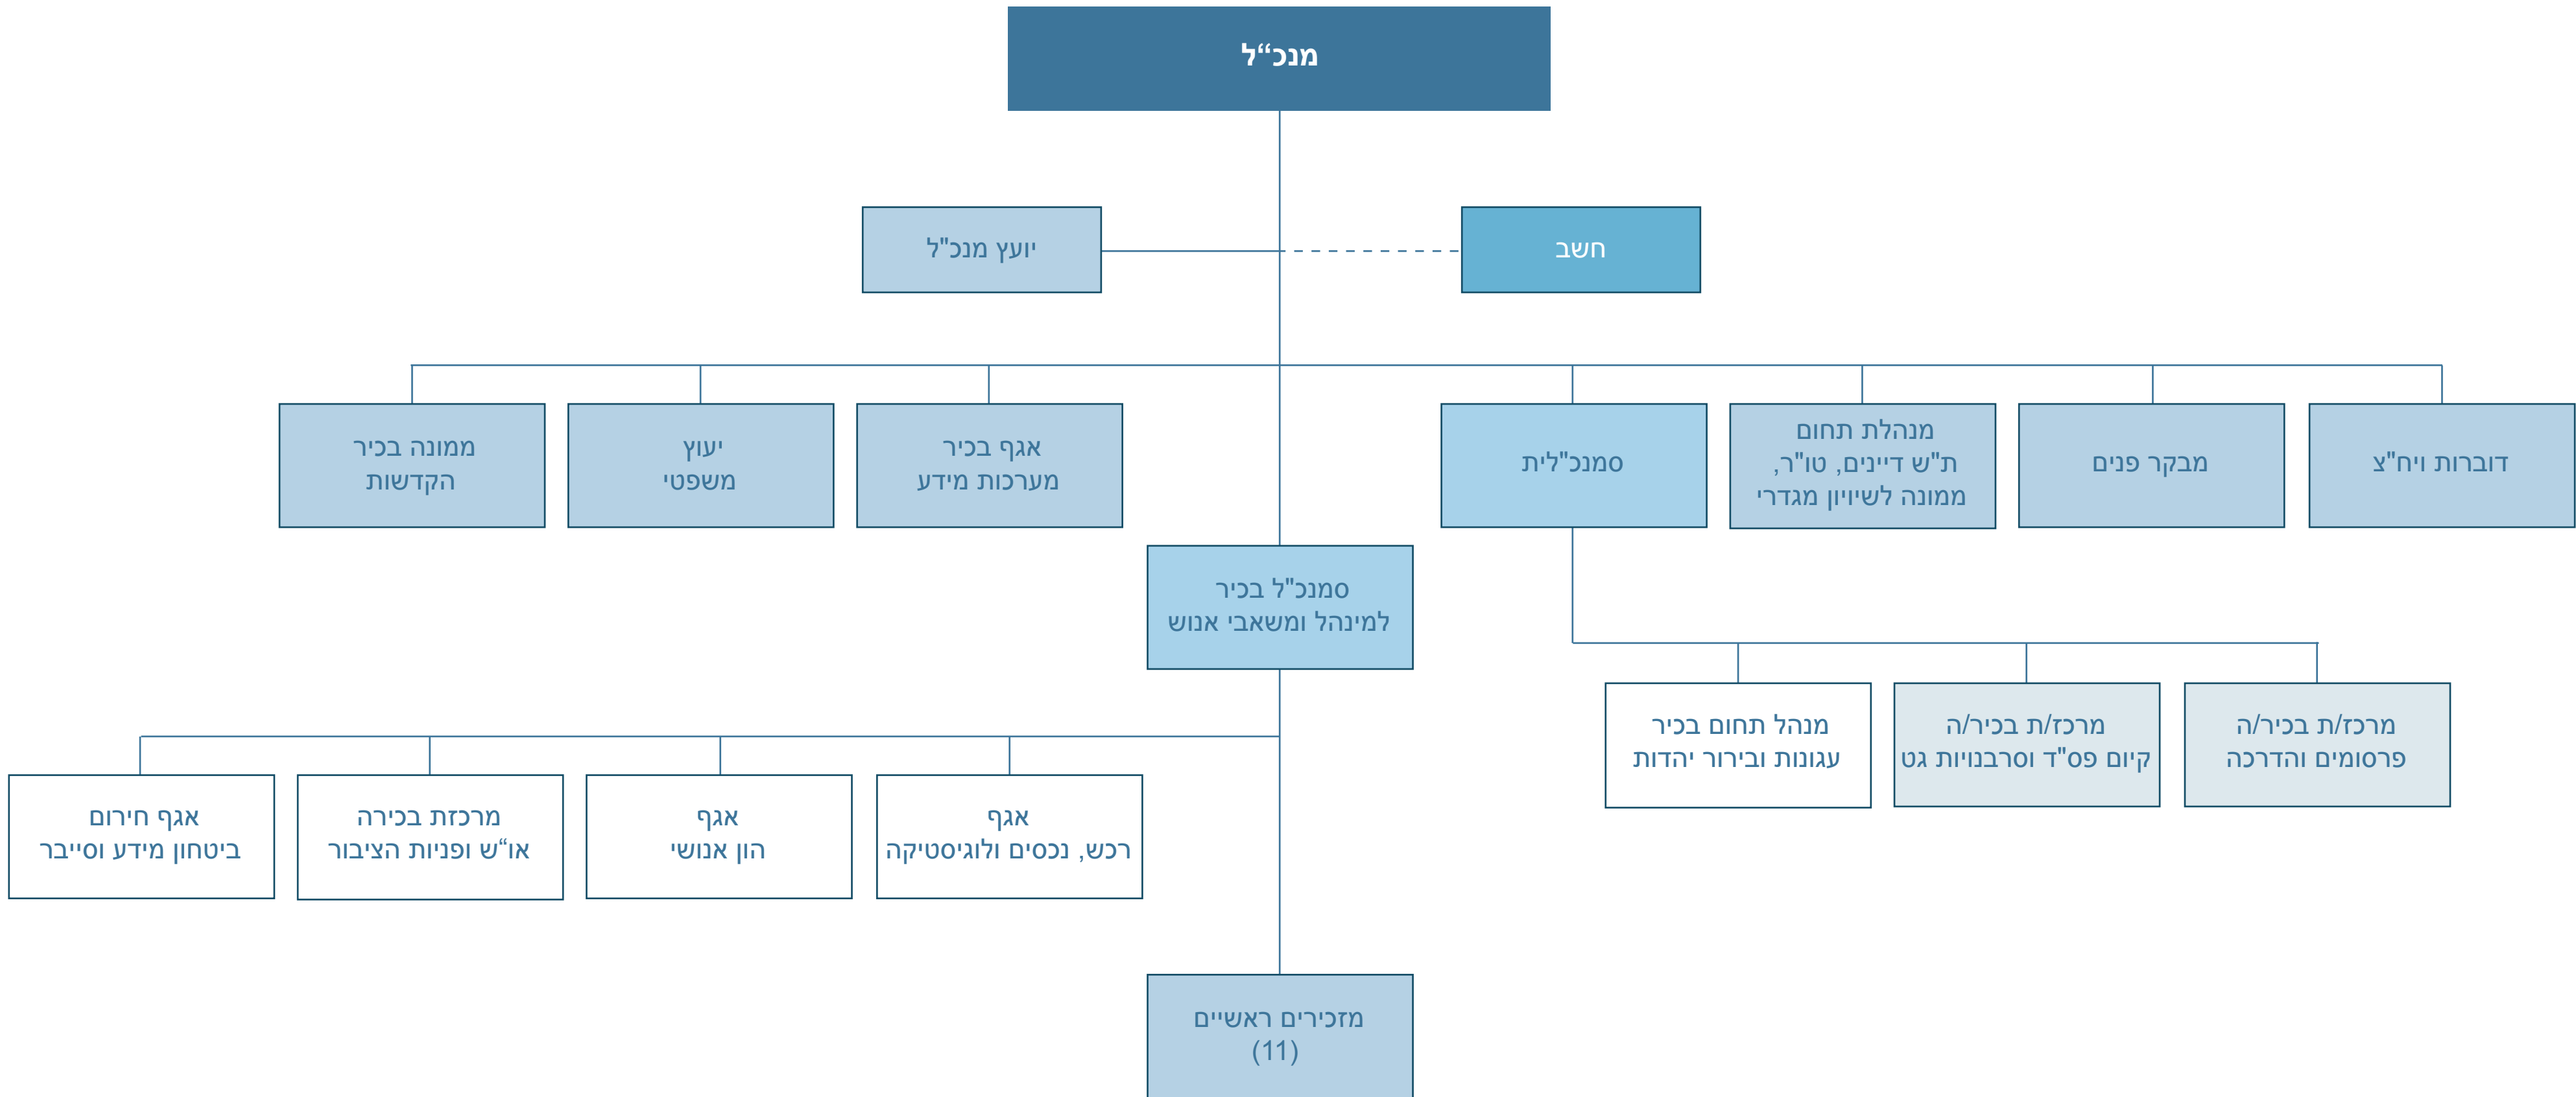 מנכ“ל
חשב
יועץ מנכ"ל
דוברות ויח"צ
מבקר פנים
מנהלת תחום
ת"ש דיינים, טו"ר,
ממונה לשיוויון מגדרי
סמנכ"לית
אגף בכיר
מערכות מידע
יעוץ
משפטי
ממונה בכיר
הקדשות
סמנכ"ל בכיר
למינהל ומשאבי אנוש
מרכז/ת בכיר/ה
פרסומים והדרכה
מרכז/ת בכיר/ה
קיום פס"ד וסרבנויות גט
מנהל תחום בכיר
עגונות ובירור יהדות
אגף
רכש, נכסים ולוגיסטיקה
אגף
הון אנושי
מרכזת בכירה
או“ש ופניות הציבור
אגף חירום
ביטחון מידע וסייבר
מזכירים ראשיים
(11)